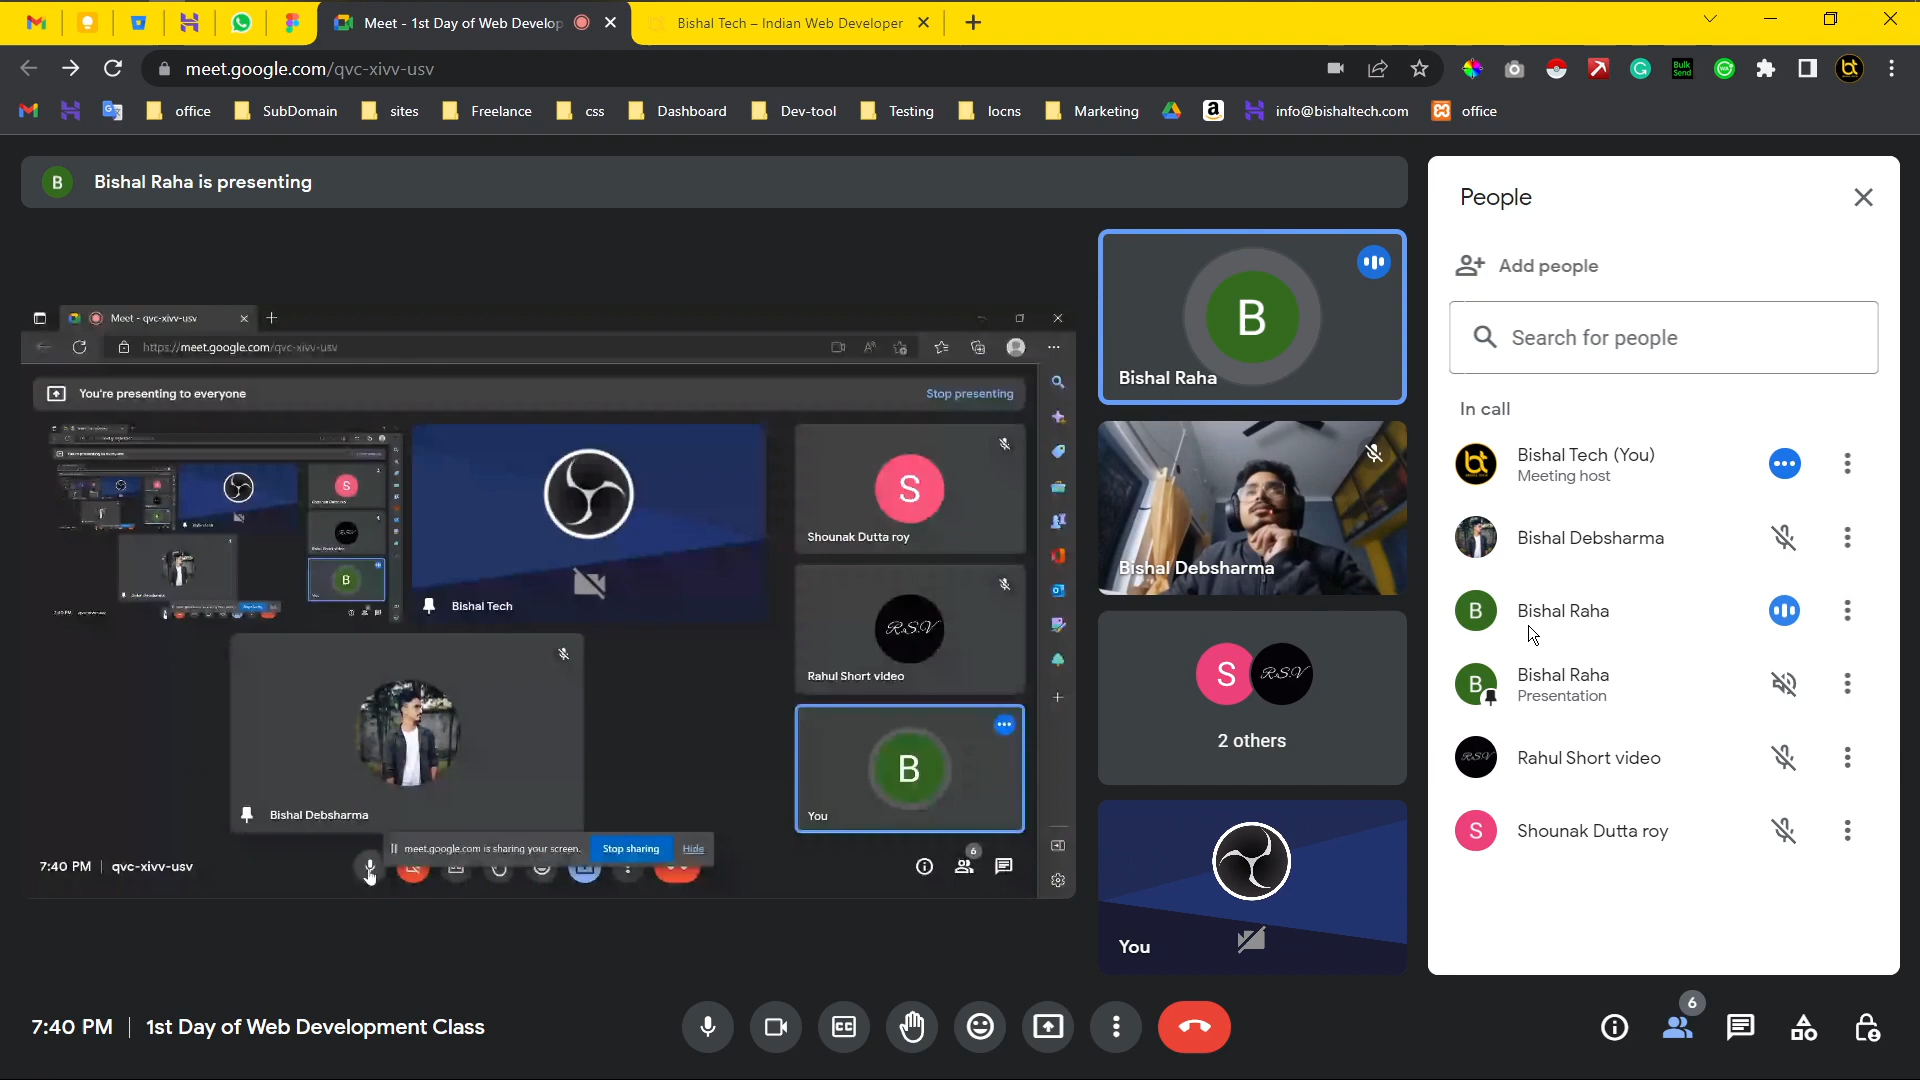 Meet - 1st Day of Web Develop
Bishal Tech – Indian Web Developer
meet.google.com/qvc-xivv-usv
Bulk
Send
office
SubDomain
sites
Freelance
css
Dashboard
Dev-tool
Testing
locns
Marketing
info@bishaltech.com
office
B
Bishal Raha is presenting
Meet - qvc-xivv-usv
https://meet.google.com/qvc-xivv-usv
You're presenting to everyone
Stop presenting
Bishal Tech
S
Shounak Dutta roy
R.S.V
Rahul Short video
Bishal Debsharma
B
You
meet.google.com is sharing your screen.
Stop sharing
Hide
7:40 PM
qvc-xivv-usv
6
B
Bishal Raha
Bishal Debsharma
S
R.S.V
2 others
You
People
Add people
Search for people
In call
bt
Bishal Tech (You)
Meeting host
Bishal Debsharma
B
Bishal Raha
B
Bishal Raha
Presentation
R.S.V
Rahul Short video
S
Shounak Dutta roy
7:40 PM
1st Day of Web Development Class
6